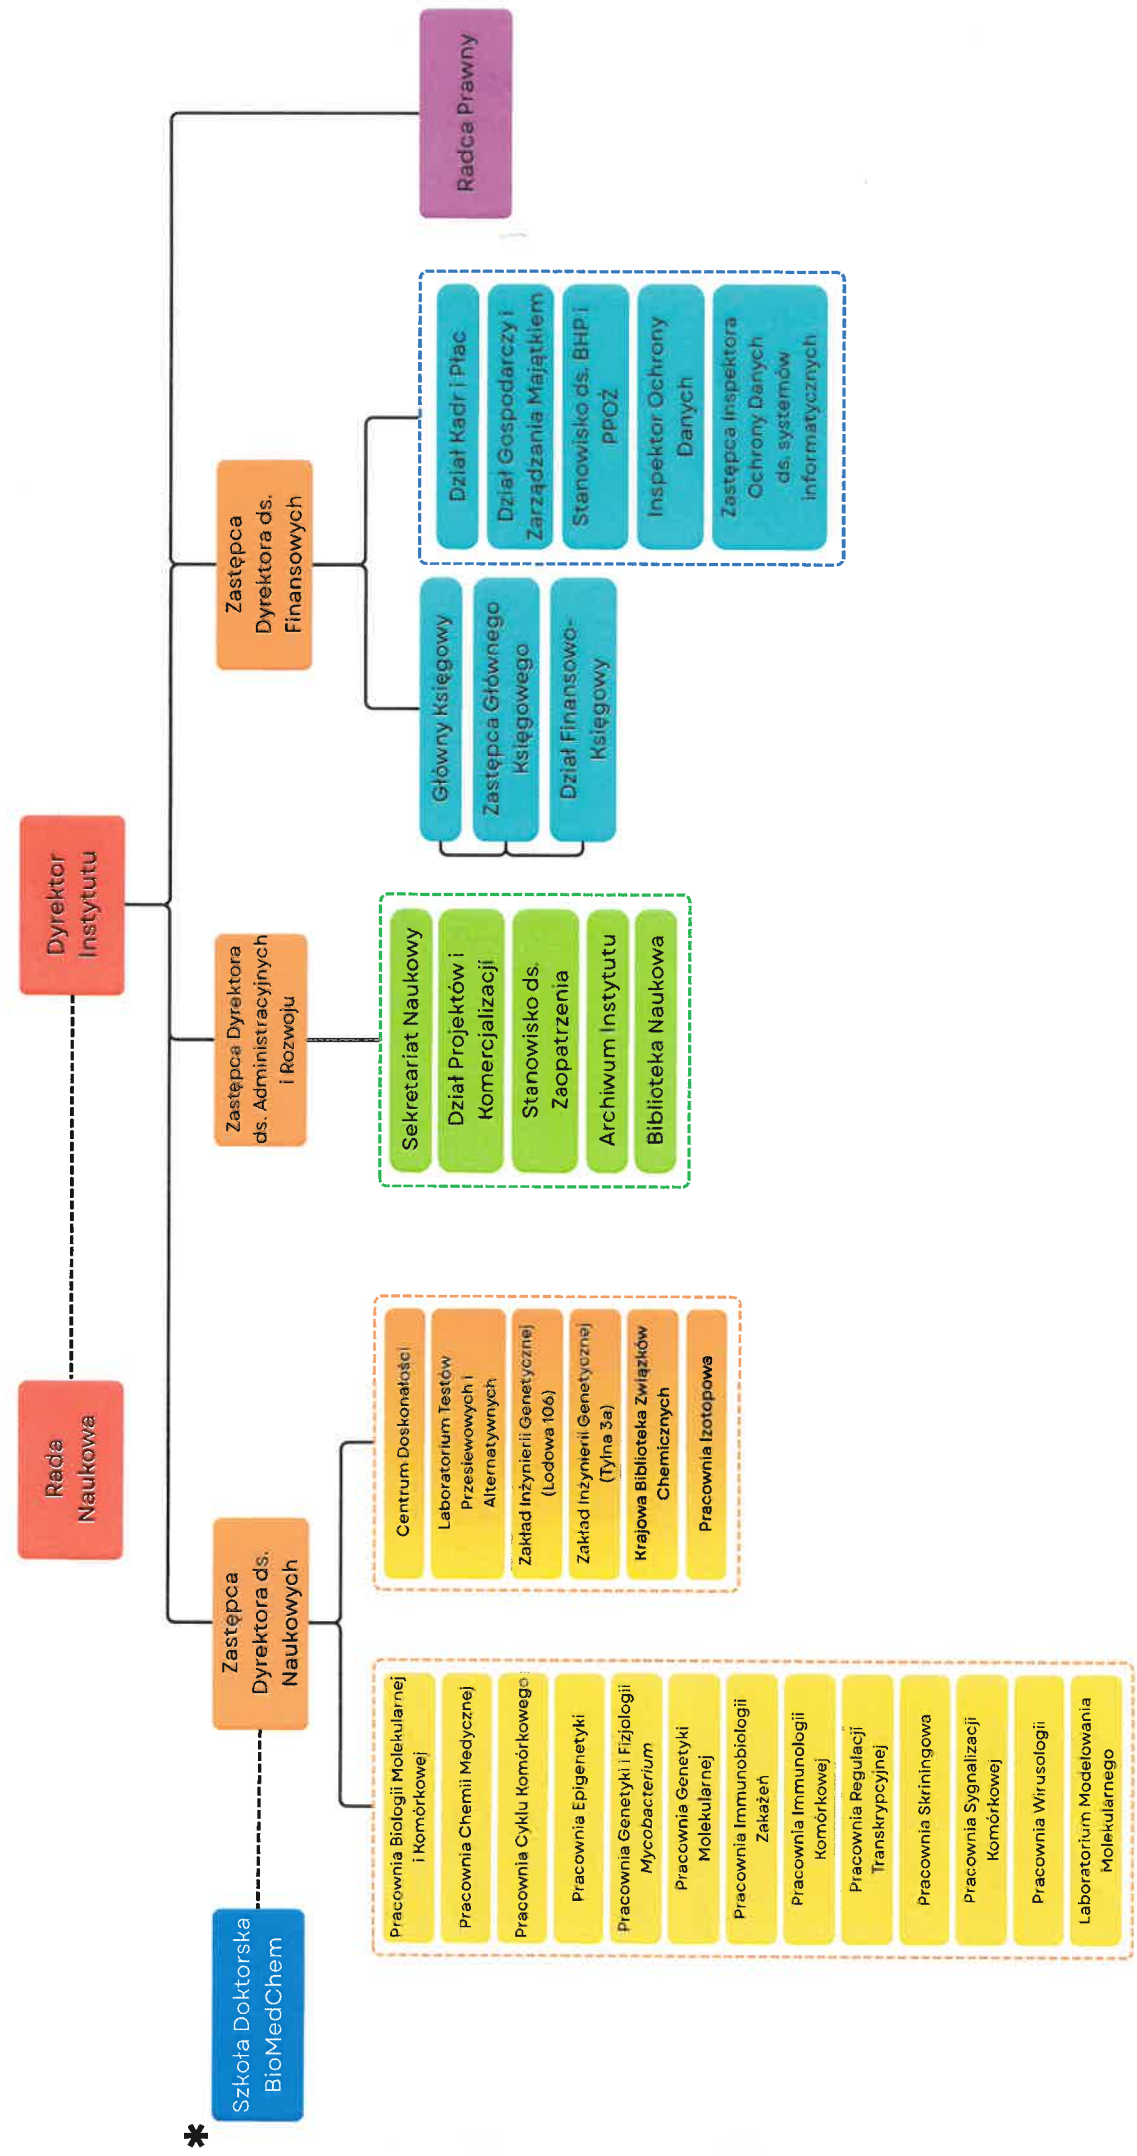 Rada
Naukowa
Dyrektor
Instytutu
*
Szkoła Doktorska
BioMedChem
Zastępca
Dyrektora ds.
Naukowych
Zastępca Dyrektora
ds. Administracyjnych
i Rozwoju
Zastępca
Dyrektora ds.
Finansowych
Radca Prawny
Pracownia Biologii Molekularnej
i Komórkowej
Pracownia Chemii Medycznej
Pracownia Cyklu Komórkowego
Pracownia Epigenetyki
Pracownia Genetyki i Fizjologii
Mycobacterium
Pracownia Genetyki
Molekularnej
Pracownia Immunobiologii
Zakażeń
Pracownia Immunologii
Komórkowej
Pracownia Regulacji
Transkrypcyjnej
Pracownia Skriningowa
Pracownia Sygnalizacji
Komórkowej
Pracownia Wirusologii
Laboratorium Modelowania
Molekularnego
Centrum Doskonałości
Laboratorium Testów
Przesiewowych i
Alternatywnych
Zakład Inżynierii Genetycznej
(Lodowa 106)
Zakład Inżynierii Genetycznej
(Tylna 3a)
Krajowa Biblioteka Związków
Chemicznych
Pracownia Izotopowa
Sekretariat Naukowy
Dział Projektów i
Komercjalizacji
Stanowisko ds.
Zaopatrzenia
Archiwum Instytutu
Biblioteka Naukowa
Główny Księgowy
Zastępca Głównego
Księgowego
Dział Finansowo-
Księgowy
Dział Kadr i Płac
Dział Gospodarczy i
Zarządzania Majątkiem
Stanowisko ds. BHP i
PPOŻ
Inspektor Ochrony
Danych
Zastępca Inspektora
Ochrony Danych
ds. systemów
informatycznych